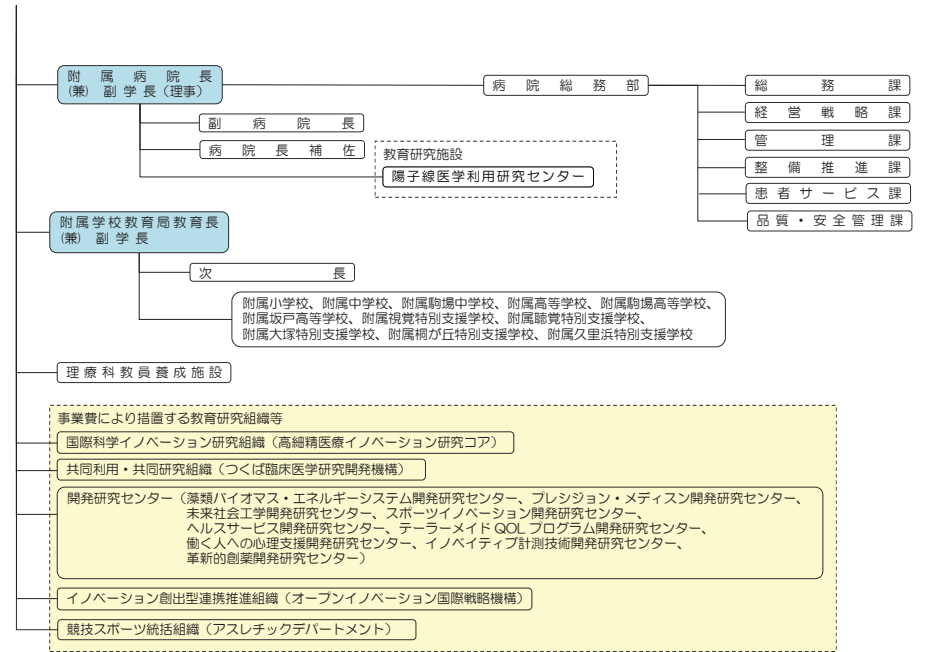 附属病院長
(兼) 副学長(理事)
病院総務部
総務課
経営戦略課
管理課
整備推進課
患者サービス課
品質・安全管理課
副病院長
病院長補佐
教育研究施設
陽子線医学利用研究センター
附属学校教育局教育長
(兼) 副学長
次長
附属小学校、附属中学校、附属駒場中学校、附属高等学校、附属駒場高等学校、
附属坂戸高等学校、附属視覚特別支援学校、附属聴覚特別支援学校、
附属大塚特別支援学校、附属桐が丘特別支援学校、附属久里浜特別支援学校
理療科教員養成施設
事業費により措置する教育研究組織等
国際科学イノベーション研究組織(高細精医療イノベーション研究コア)
共同利用・共同研究組織(つくば臨床医学研究開発機構)
開発研究センター(藻類バイオマス・エネルギーシステム開発研究センター、プレシジョン・メディスン開発研究センター、
未来社会工学開発研究センター、スポーツイノベーション開発研究センター、
ヘルスサービス開発研究センター、テーラーメイド QOL プログラム開発研究センター、
働く人への心理支援開発研究センター、イノベイティブ計測技術開発研究センター、
革新的創薬開発研究センター)
イノベーション創出型連携推進組織(オープンイノベーション国際戦略機構)
競技スポーツ統括組織(アスレチックデパートメント)